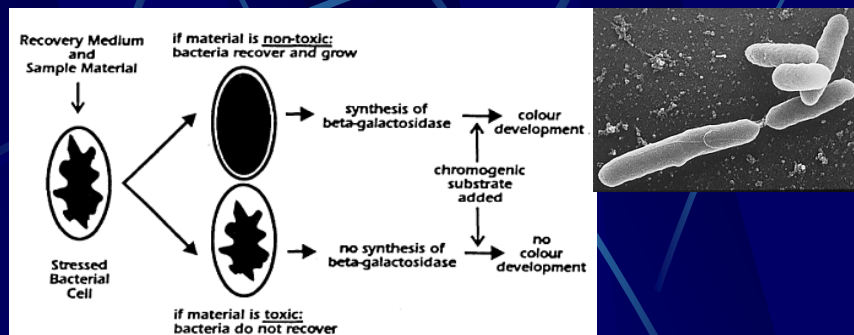 Recovery Medium
and
Sample Material
Stressed
Bacterial
Cell
if material is non-toxic:
bacteria recover and grow
synthesis of
beta-galactosidase
colour
development
chromogenic
substrate
added
no synthesis of
beta-galactosidase
no
colour
development
if material is toxic:
bacteria do not recover